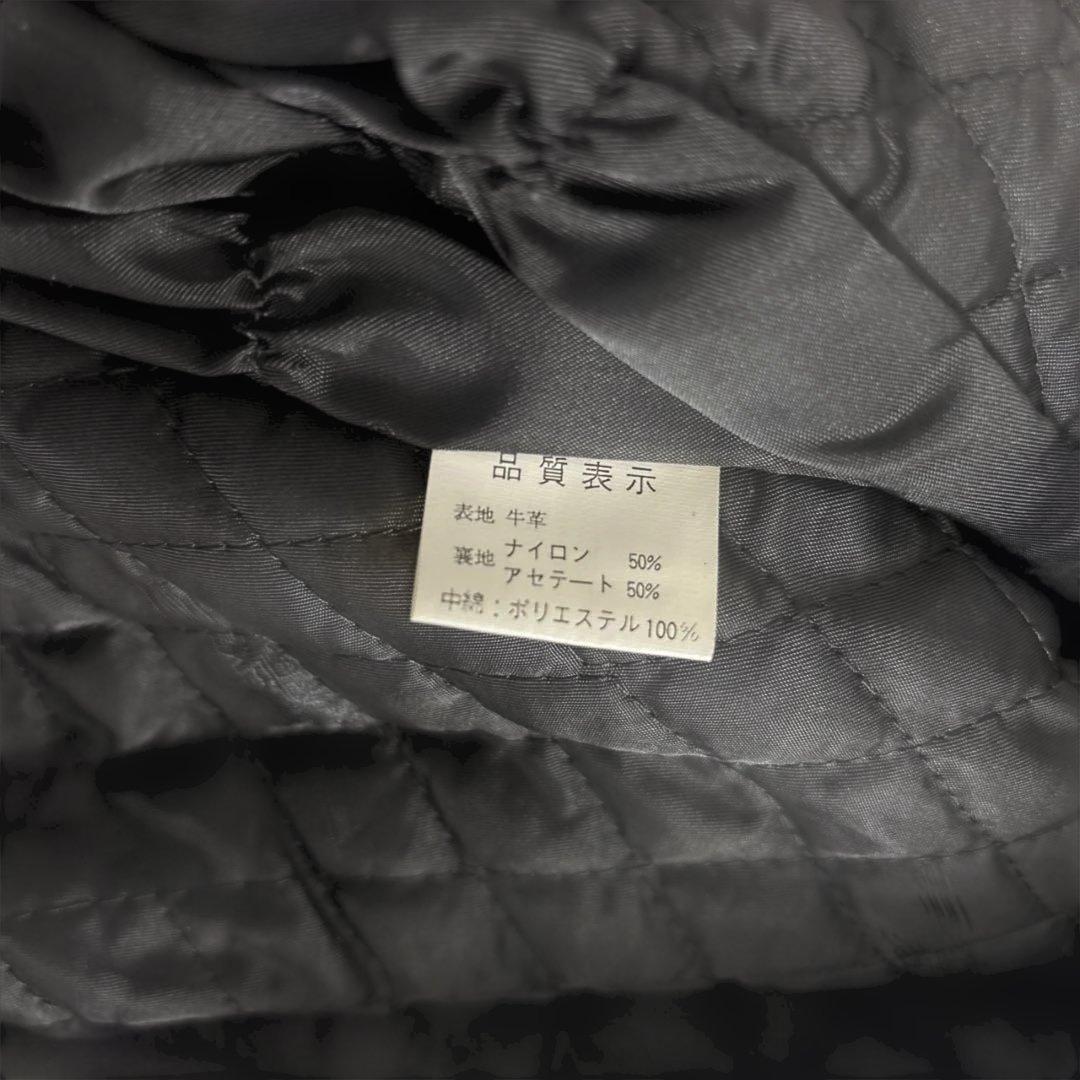 品質表示
表地 牛革
裏地 ナイロン 50%
アセテート 50%
中綿：ポリエステル100%